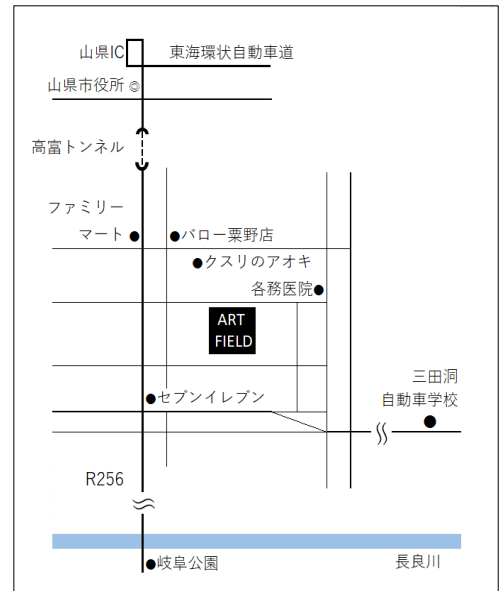 山県IC
東海環状自動車道
山県市役所
高富トンネル
ファミリー
マート
バロー粟野店
クスリのアオキ
各務医院
ART
FIELD
三田洞
自動車学校
セブンイレブン
R256
岐阜公園
長良川